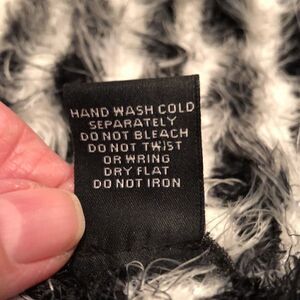 HAND WASH COLD
SEPARATELY
DO NOT BLEACH
DO NOT TWIST
OR WRING
DRY FLAT
DO NOT IRON